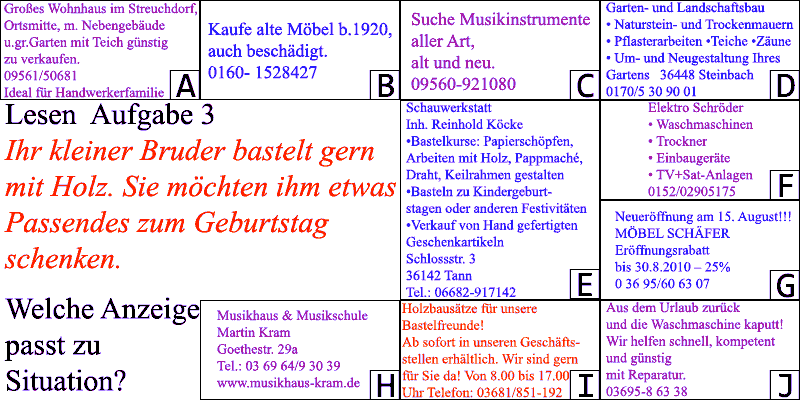 Großes Wohnhaus im Streuchdorf,
Ortsmitte, m. Nebengebäude
u.gr.Garten mit Teich günstig
zu verkaufen.
09561/50681
Ideal für Handwerkerfamilie
A
Kaufe alte Möbel b.1920,
auch beschädigt.
0160- 1528427
B
Suche Musikinstrumente
aller Art,
alt und neu.
09560-921080
C
Garten- und Landschaftsbau
• Naturstein- und Trockenmauern
• Pflasterarbeiten •Teiche •Zäune
• Um- und Neugestaltung Ihres
Gartens 36448 Steinbach
0170/5 30 90 01
D
Lesen Aufgabe 3
Ihr kleiner Bruder bastelt gern
mit Holz. Sie möchten ihm etwas
Passendes zum Geburtstag
schenken.
Welche Anzeige
passt zu
Situation?
Schauwerkstatt
Inh. Reinhold Köcke
•Bastelkurse: Papierschöpfen,
Arbeiten mit Holz, Pappmaché,
Draht, Keilrahmen gestalten
•Basteln zu Kindergeburt-
stagen oder anderen Festivitäten
•Verkauf von Hand gefertigten
Geschenkartikeln
Schlossstr. 3
36142 Tann
Tel.: 06682-917142
E
Elektro Schröder
• Waschmaschinen
• Trockner
• Einbaugeräte
• TV+Sat-Anlagen
0152/02905175
F
Neueröffnung am 15. August!!!
MÖBEL SCHÄFER
Eröffnungsrabatt
bis 30.8.2010 – 25%
0 36 95/60 63 07
G
Musikhaus & Musikschule
Martin Kram
Goethestr. 29a
Tel.: 03 69 64/9 30 39
www.musikhaus-kram.de
H
Holzbausätze für unsere
Bastelfreunde!
Ab sofort in unseren Geschäfts-
stellen erhältlich. Wir sind gern
für Sie da! Von 8.00 bis 17.00
Uhr Telefon: 03681/851-192
I
Aus dem Urlaub zurück
und die Waschmaschine kaputt!
Wir helfen schnell, kompetent
und günstig
mit Reparatur.
03695-8 63 38
J